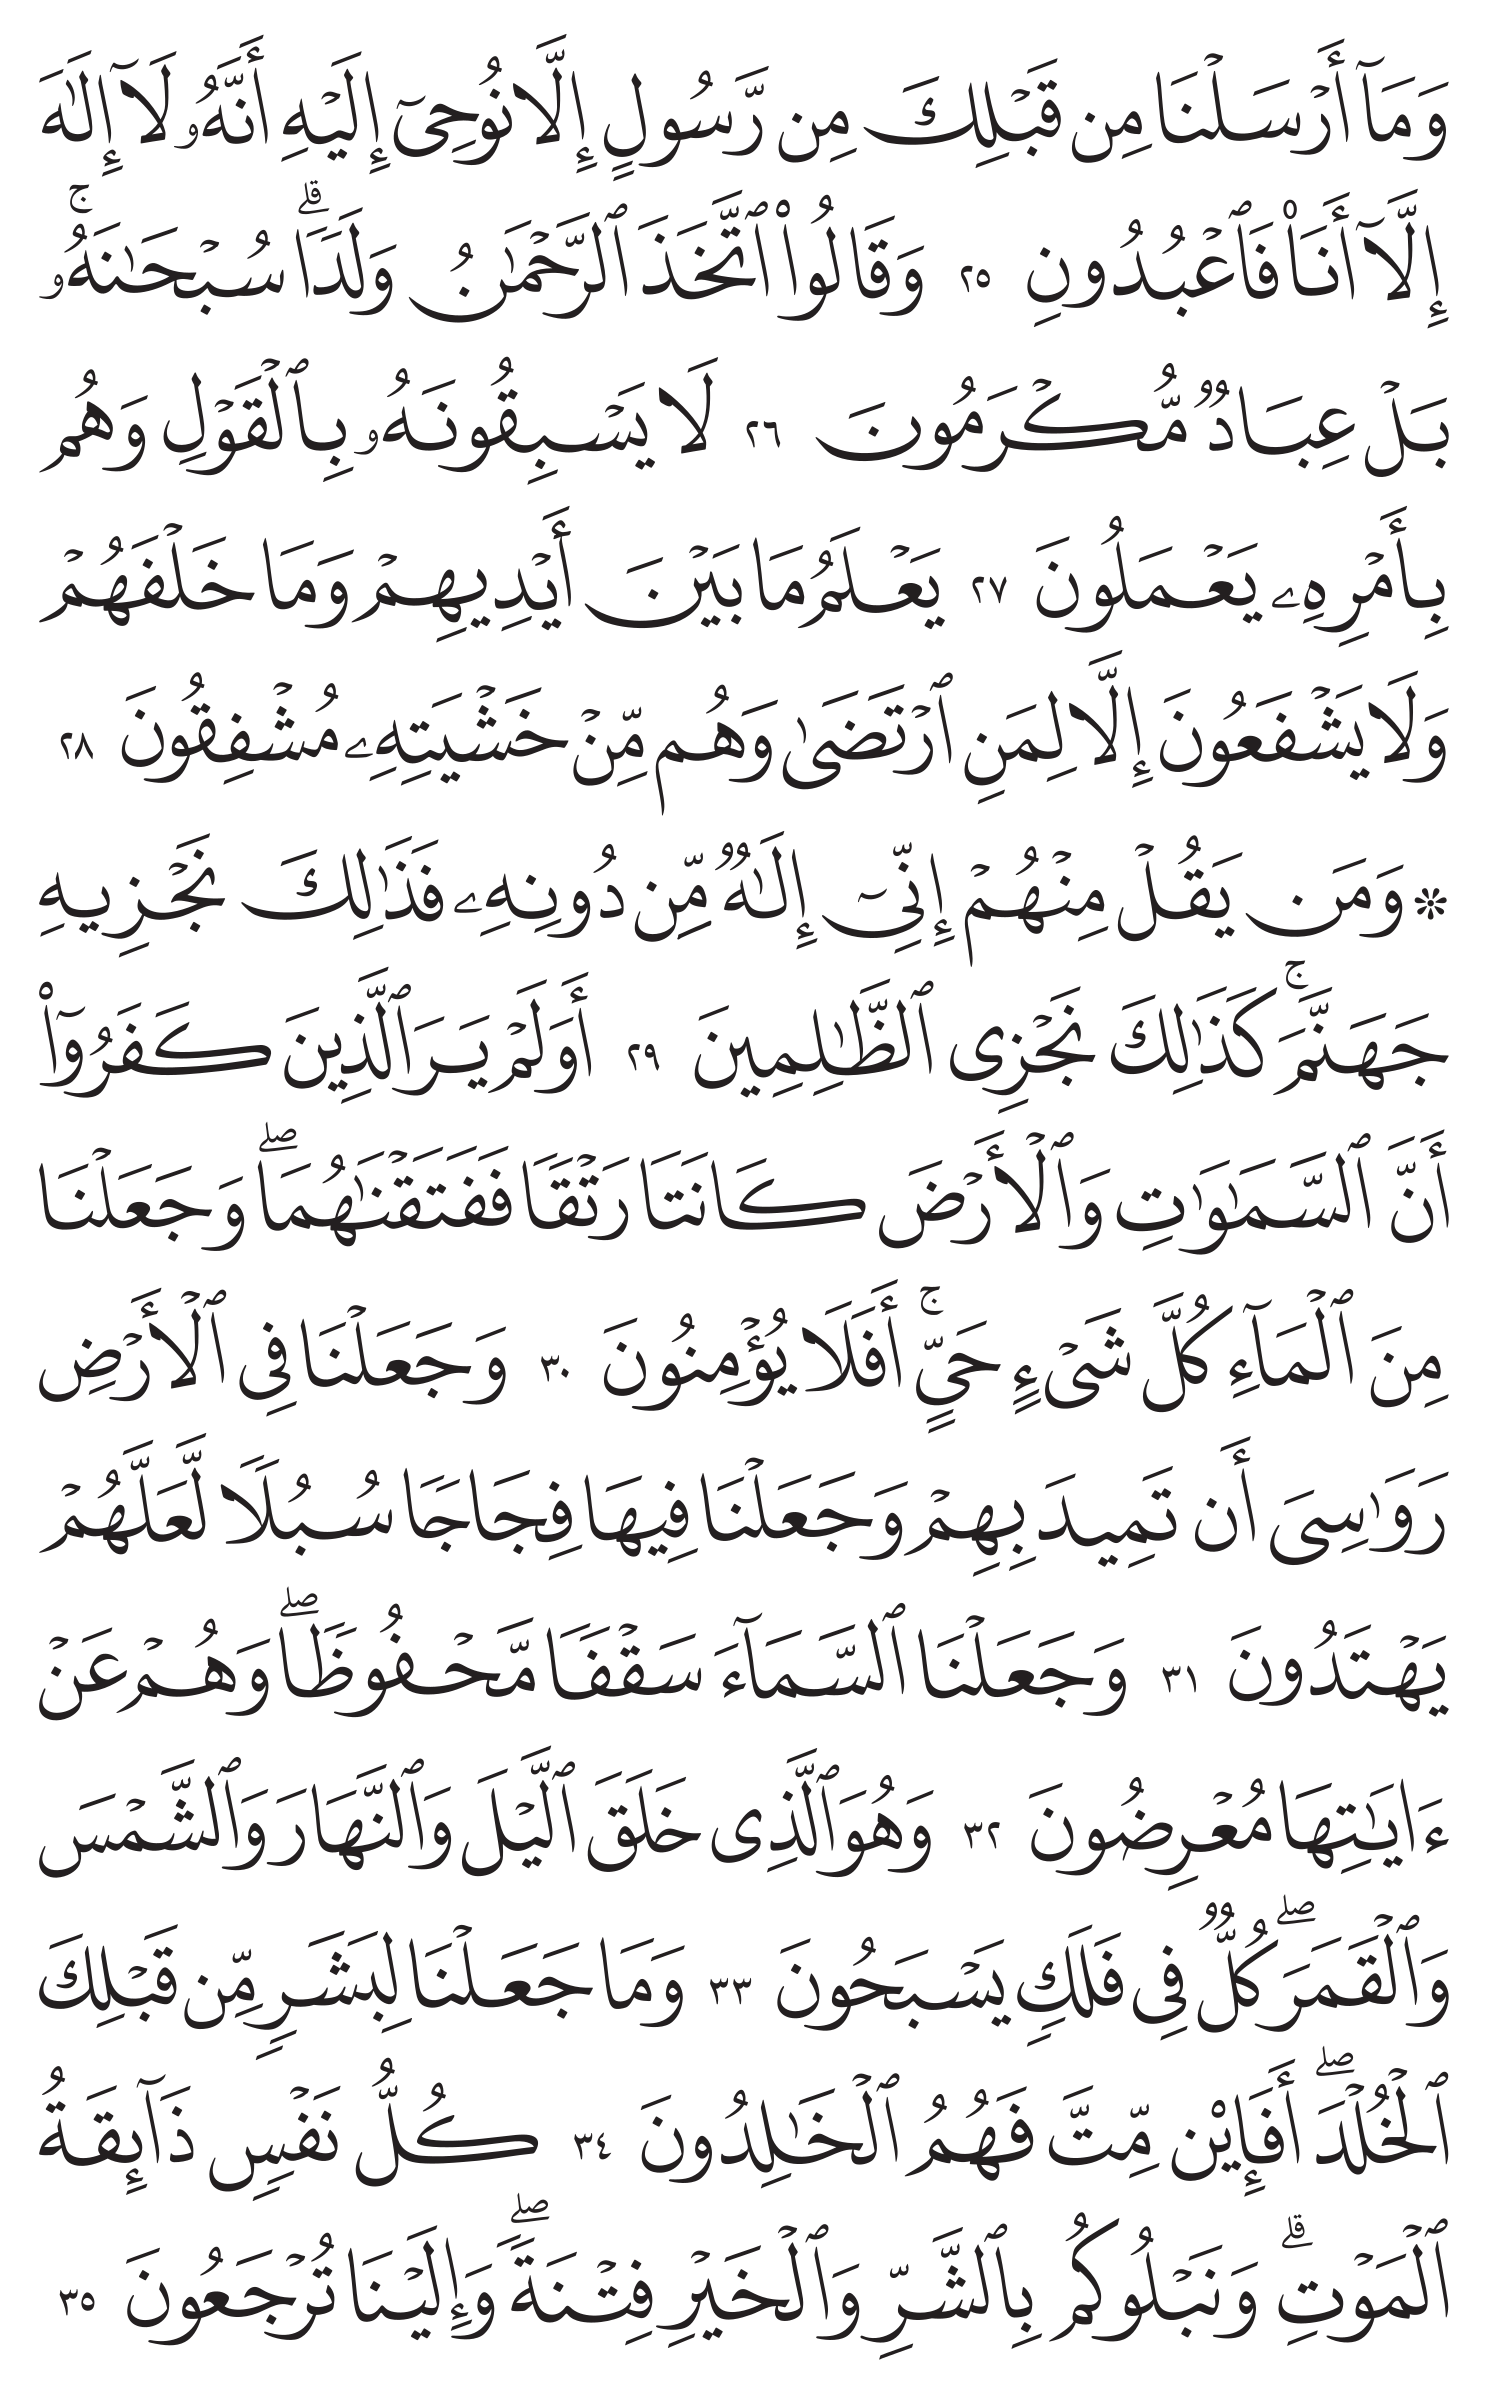 وَمَآ أَرۡسَلۡنَا مِن قَبۡلِكَ مِن رَّسُولٍ إِلَّا نُوحِيٓ إِلَيۡهِ أَنَّهُۥ لَآ إِلَٰهَ
إِلَّآ أَنَا۠ فَٱعۡبُدُونِ ٢٥ وَقَالُواْ ٱتَّخَذَ ٱلرَّحۡمَٰنُ وَلَدٗاۗ سُبۡحَٰنَهُۥۚ
بَلۡ عِبَادٞ مُّكۡرَمُونَ ٢٦ لَا يَسۡبِقُونَهُۥ بِٱلۡقَوۡلِ وَهُم
بِأَمۡرِهِۦ يَعۡمَلُونَ ٢٧ يَعۡلَمُ مَا بَيۡنَ أَيۡدِيهِمۡ وَمَا خَلۡفَهُمۡ
وَلَا يَشۡفَعُونَ إِلَّا لِمَنِ ٱرۡتَضَىٰ وَهُم مِّنۡ خَشۡيَتِهِۦ مُشۡفِقُونَ ٢٨
۞وَمَن يَقُلۡ مِنۡهُمۡ إِنِّيٓ إِلَٰهٞ مِّن دُونِهِۦ فَذَٰلِكَ نَجۡزِيهِ
جَهَنَّمَۚ كَذَٰلِكَ نَجۡزِي ٱلظَّٰلِمِينَ ٢٩ أَوَلَمۡ يَرَ ٱلَّذِينَ كَفَرُوٓاْ
أَنَّ ٱلسَّمَٰوَٰتِ وَٱلۡأَرۡضَ كَانَتَا رَتۡقٗا فَفَتَقۡنَٰهُمَاۖ وَجَعَلۡنَا
مِنَ ٱلۡمَآءِ كُلَّ شَيۡءٍ حَيٍّۚ أَفَلَا يُؤۡمِنُونَ ٣٠ وَجَعَلۡنَا فِي ٱلۡأَرۡضِ
رَوَٰسِيَ أَن تَمِيدَ بِهِمۡ وَجَعَلۡنَا فِيهَا فِجَاجٗا سُبُلٗا لَّعَلَّهُمۡ
يَهۡتَدُونَ ٣١ وَجَعَلۡنَا ٱلسَّمَآءَ سَقۡفٗا مَّحۡفُوظٗاۖ وَهُمۡ عَنۡ
ءَايَٰتِهَا مُعۡرِضُونَ ٣٢ وَهُوَ ٱلَّذِي خَلَقَ ٱلَّيۡلَ وَٱلنَّهَارَ وَٱلشَّمۡسَ
وَٱلۡقَمَرَۖ كُلّٞ فِي فَلَكٖ يَسۡبَحُونَ ٣٣ وَمَا جَعَلۡنَا لِبَشَرٖ مِّن قَبۡلِكَ
ٱلۡخُلۡدَۖ أَفَإِيْن مِّتَّ فَهُمُ ٱلۡخَٰلِدُونَ ٣٤ كُلُّ نَفۡسٖ ذَآئِقَةُ
ٱلۡمَوۡتِۗ وَنَبۡلُوكُم بِٱلشَّرِّ وَٱلۡخَيۡرِ فِتۡنَةٗۖ وَإِلَيۡنَا تُرۡجَعُونَ ٣٥